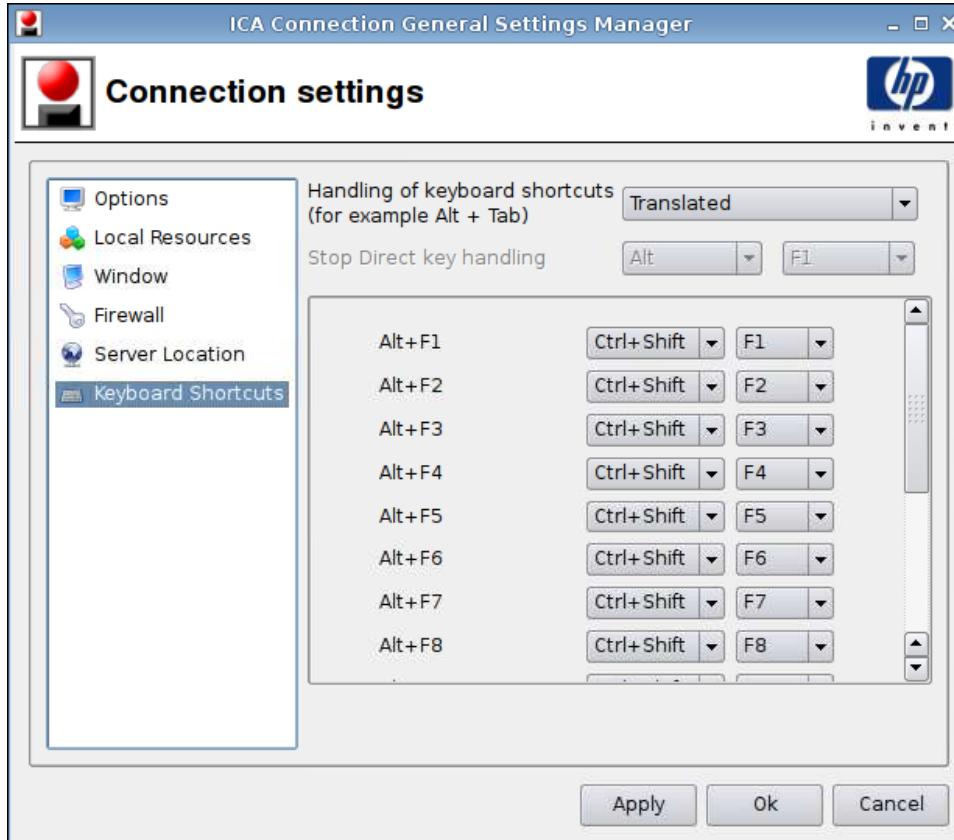 ICA Connection General Settings Manager
Connection settings
hp
invent
Options
Local Resources
Window
Firewall
Server Location
Keyboard Shortcuts
Handling of keyboard shortcuts
(for example Alt + Tab) Translated
Stop Direct key handling Alt F1
Alt+F1 Ctrl+Shift F1
Alt+F2 Ctrl+Shift F2
Alt+F3 Ctrl+Shift F3
Alt+F4 Ctrl+Shift F4
Alt+F5 Ctrl+Shift F5
Alt+F6 Ctrl+Shift F6
Alt+F7 Ctrl+Shift F7
Alt+F8 Ctrl+Shift F8
Apply Ok Cancel